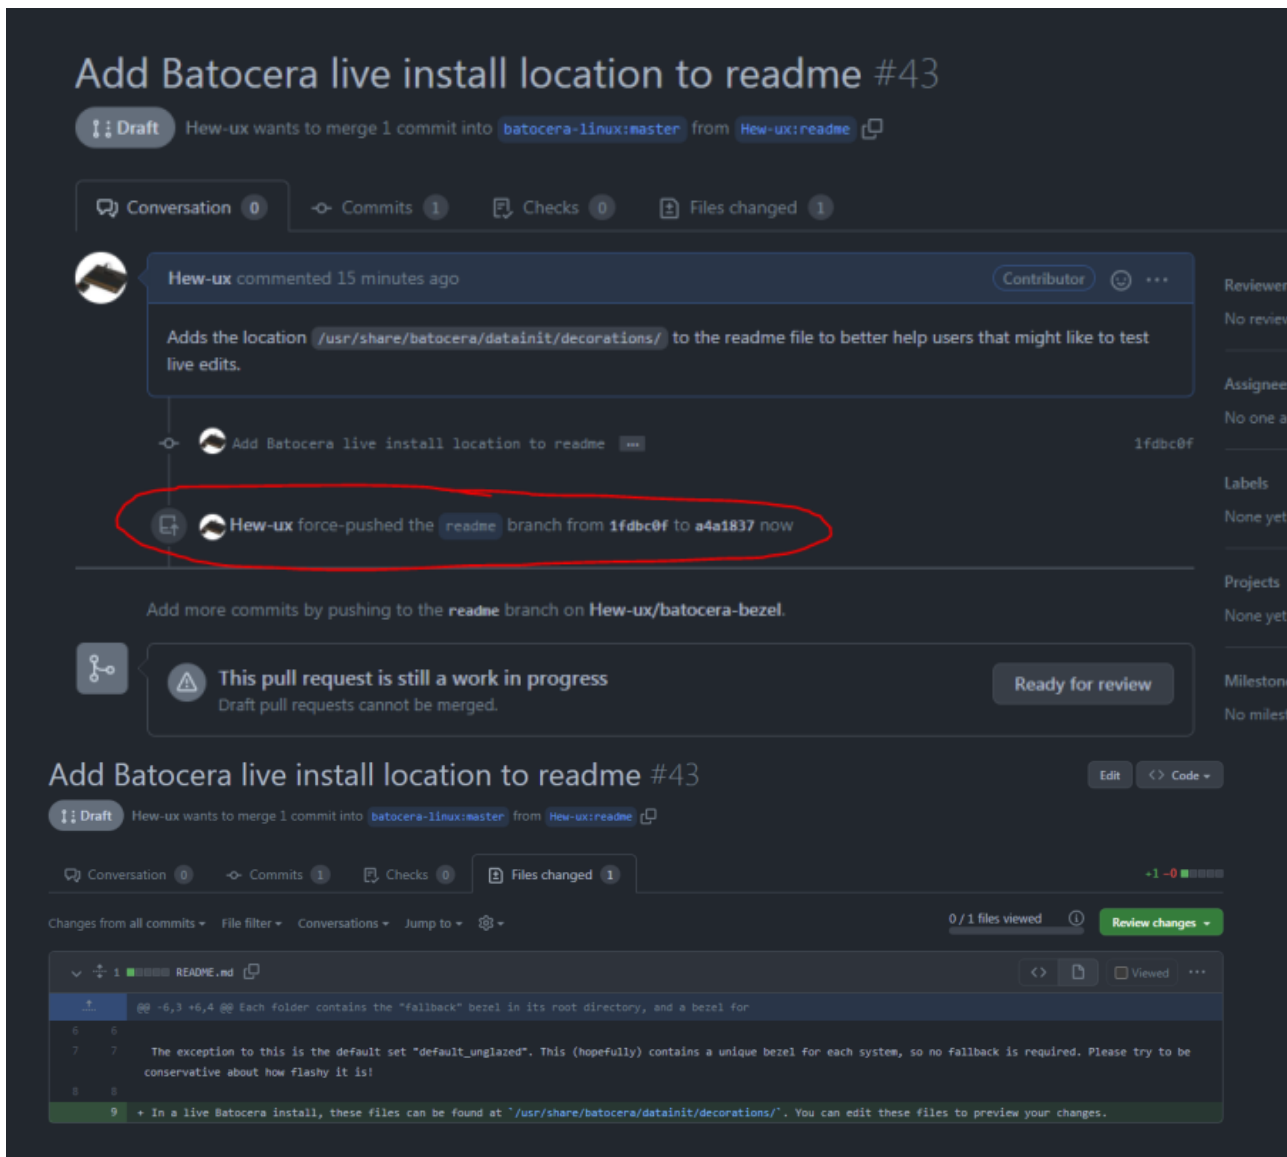 Add Batocera live install location to readme #43
Draft Hew-ux wants to merge 1 commit into batocera-linux:master from Hew-ux:readme
Conversation 0 Commits 1 Checks 0 Files changed 1
Hew-ux commented 15 minutes ago Contributor
Adds the location /usr/share/batocera/datainit/decorations/ to the readme file to better help users that might like to test
live edits.
Add Batocera live install location to readme ... 1fdbc0f
Hew-ux force-pushed the readme branch from 1fdbc0f to a4a1837 now
Add more commits by pushing to the readme branch on Hew-ux/batocera-bezel.
This pull request is still a work in progress
Draft pull requests cannot be merged.
Ready for review
Reviewer
No review
Assignee
No one a
Labels
None yet
Projects
None yet
Mileston
No miles
Add Batocera live install location to readme #43
Edit <> Code
Draft Hew-ux wants to merge 1 commit into batocera-linux:master from Hew-ux:readme
Conversation 0 Commits 1 Checks 0 Files changed 1
+1 −0
Changes from all commits File filter Conversations Jump to
0 / 1 files viewed Review changes
1 README.md <> Viewed ...
@@ -6,3 +6,4 @@ Each folder contains the "fallback" bezel in its root directory, and a bezel for
6 6
7 7 The exception to this is the default set "default_unglazed". This (hopefully) contains a unique bezel for each system, so no fallback is required. Please try to be
conservative about how flashy it is!
8 8
9 + In a live Batocera install, these files can be found at `/usr/share/batocera/datainit/decorations/`. You can edit these files to preview your changes.